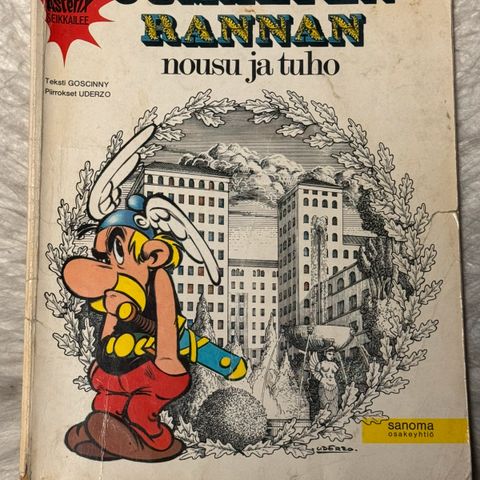 asterix
SEIKKAILEE
RANNAN
nousu ja tuho
Teksti GOSCINNY
Piirrokset UDERZO
sanoma
osakeyhtiö
UDERZO.